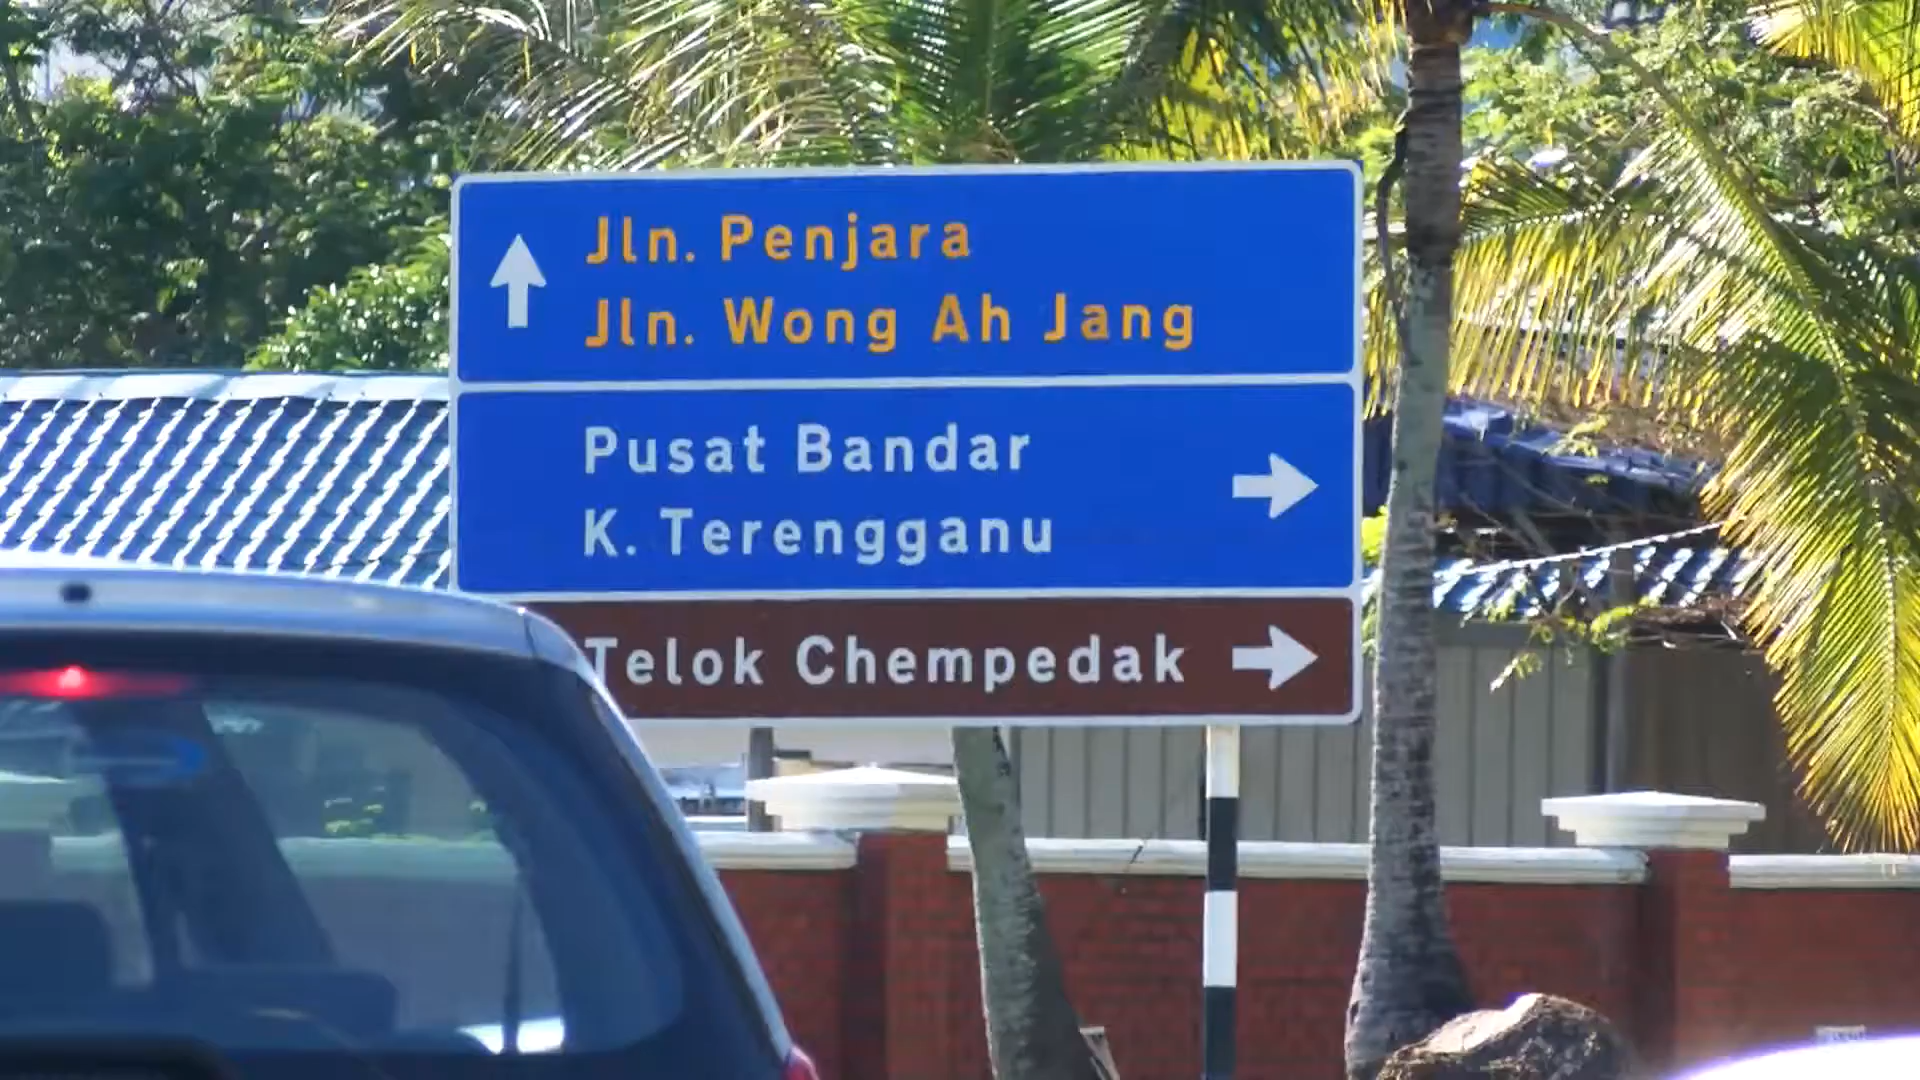 Jln. Penjara
Jln. Wong Ah Jang
Pusat Bandar
K. Terengganu
Telok Chempedak